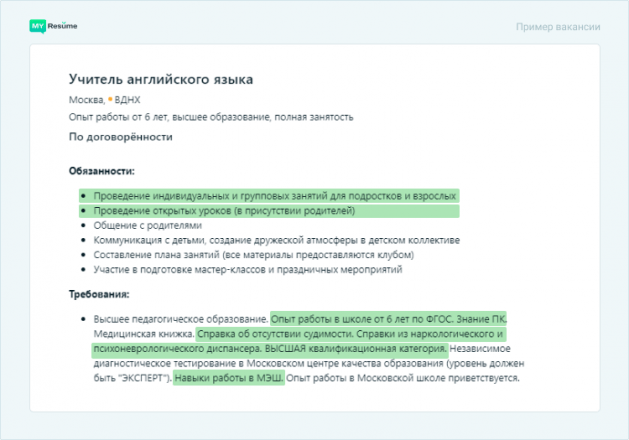 MY Resume
Пример вакансии
Учитель английского языка
Москва, ВДНХ
Опыт работы от 6 лет, высшее образование, полная занятость
По договорённости
Обязанности:
• Проведение индивидуальных и групповых занятий для подростков и взрослых
• Проведение открытых уроков (в присутствии родителей)
• Общение с родителями
• Коммуникация с детьми, создание дружеской атмосферы в детском коллективе
• Составление плана занятий (все материалы предоставляются клубом)
• Участие в подготовке мастер-классов и праздничных мероприятий
Требования:
• Высшее педагогическое образование. Опыт работы в школе от 6 лет по ФГОС. Знание ПК.
Медицинская книжка. Справка об отсутствии судимости. Справки из наркологического и
психоневрологического диспансера. ВЫСШАЯ квалификационная категория. Независимое
диагностическое тестирование в Московском центре качества образования (уровень должен
быть "ЭКСПЕРТ"). Навыки работы в МЭШ. Опыт работы в Московской школе приветствуется.